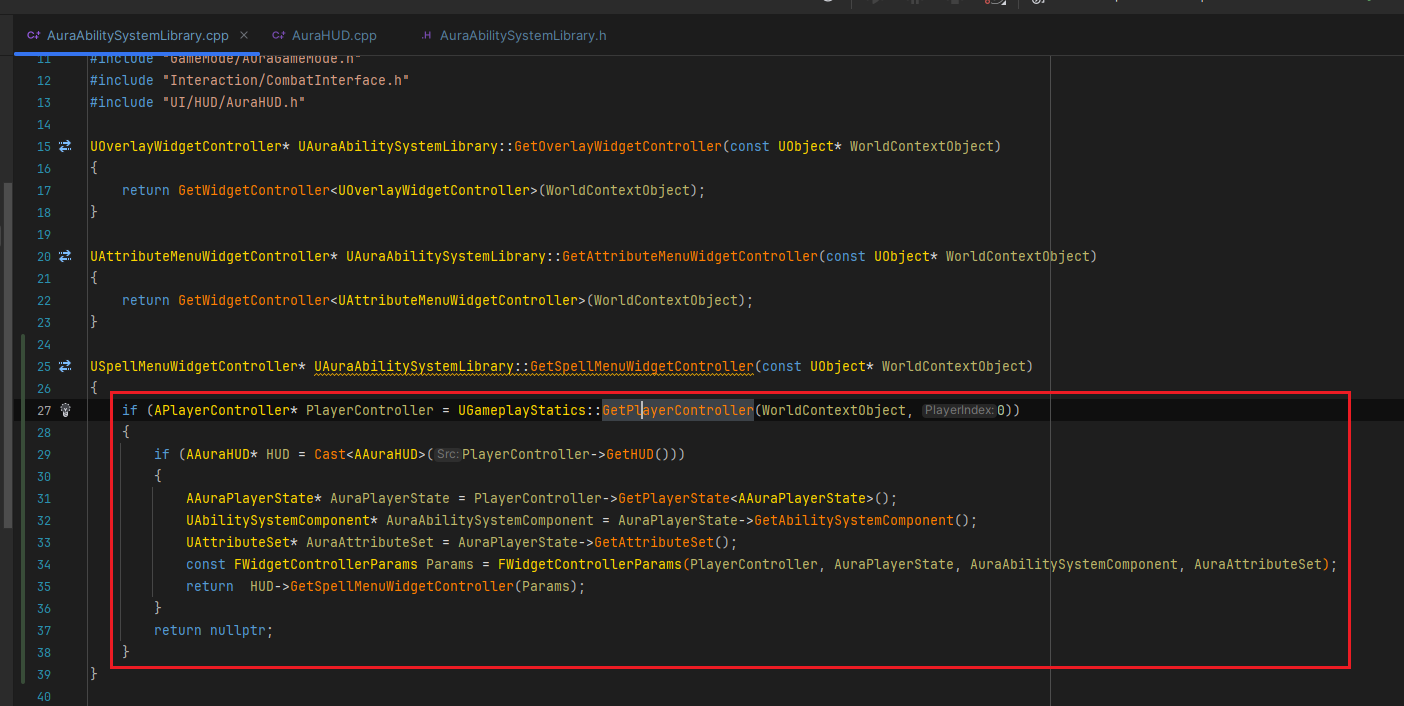 AuraAbilitySystemLibrary.cpp × AuraHUD.cpp .H AuraAbilitySystemLibrary.h
11 #include "GameMode/AuraGameMode.h"
12 #include "Interaction/CombatInterface.h"
13 #include "UI/HUD/AuraHUD.h"
14
15 UOverlayWidgetController* UAuraAbilitySystemLibrary::GetOverlayWidgetController(const UObject* WorldContextObject)
16 {
17 return GetWidgetController<UOverlayWidgetController>(WorldContextObject);
18 }
19
20 UAttributeMenuWidgetController* UAuraAbilitySystemLibrary::GetAttributeMenuWidgetController(const UObject* WorldContextObject)
21 {
22 return GetWidgetController<UAttributeMenuWidgetController>(WorldContextObject);
23 }
24
25 USpellMenuWidgetController* UAuraAbilitySystemLibrary::GetSpellMenuWidgetController(const UObject* WorldContextObject)
26 {
27 if (APlayerController* PlayerController = UGameplayStatics::GetPlayerController(WorldContextObject, PlayerIndex: 0))
28 {
29 if (AAuraHUD* HUD = Cast<AAuraHUD>(Src: PlayerController->GetHUD()))
30 {
31 AAuraPlayerState* AuraPlayerState = PlayerController->GetPlayerState<AAuraPlayerState>();
32 UAbilitySystemComponent* AuraAbilitySystemComponent = AuraPlayerState->GetAbilitySystemComponent();
33 UAttributeSet* AuraAttributeSet = AuraPlayerState->GetAttributeSet();
34 const FWidgetControllerParams Params = FWidgetControllerParams(PlayerController, AuraPlayerState, AuraAbilitySystemComponent, AuraAttributeSet);
35 return HUD->GetSpellMenuWidgetController(Params);
36 }
37 return nullptr;
38 }
39 }
40